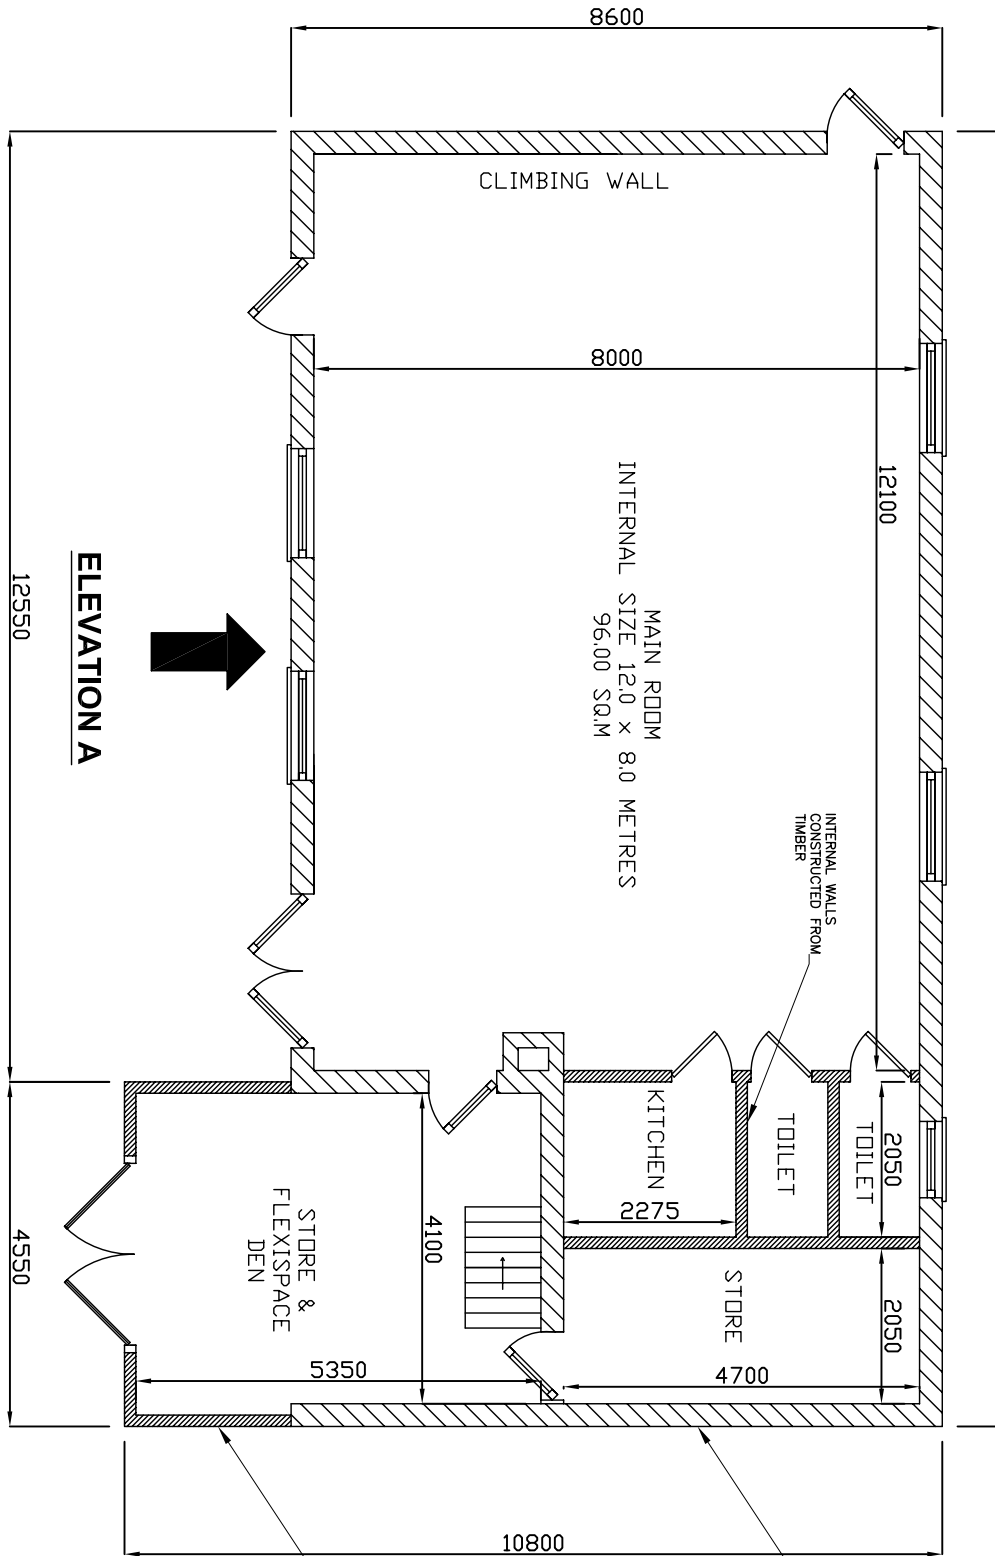 8600
CLIMBING WALL
8000
12100
MAIN ROOM
INTERNAL SIZE 12.0 x 8.0 METRES
96.00 SQ.M
INTERNAL WALLS
CONSTRUCTED FROM
TIMBER
12550
ELEVATION A
KITCHEN
TOILET
TOILET
2050
2275
4100
STORE &
FLEXISPACE
DEN
STORE
2050
4550
5350
4700
10800